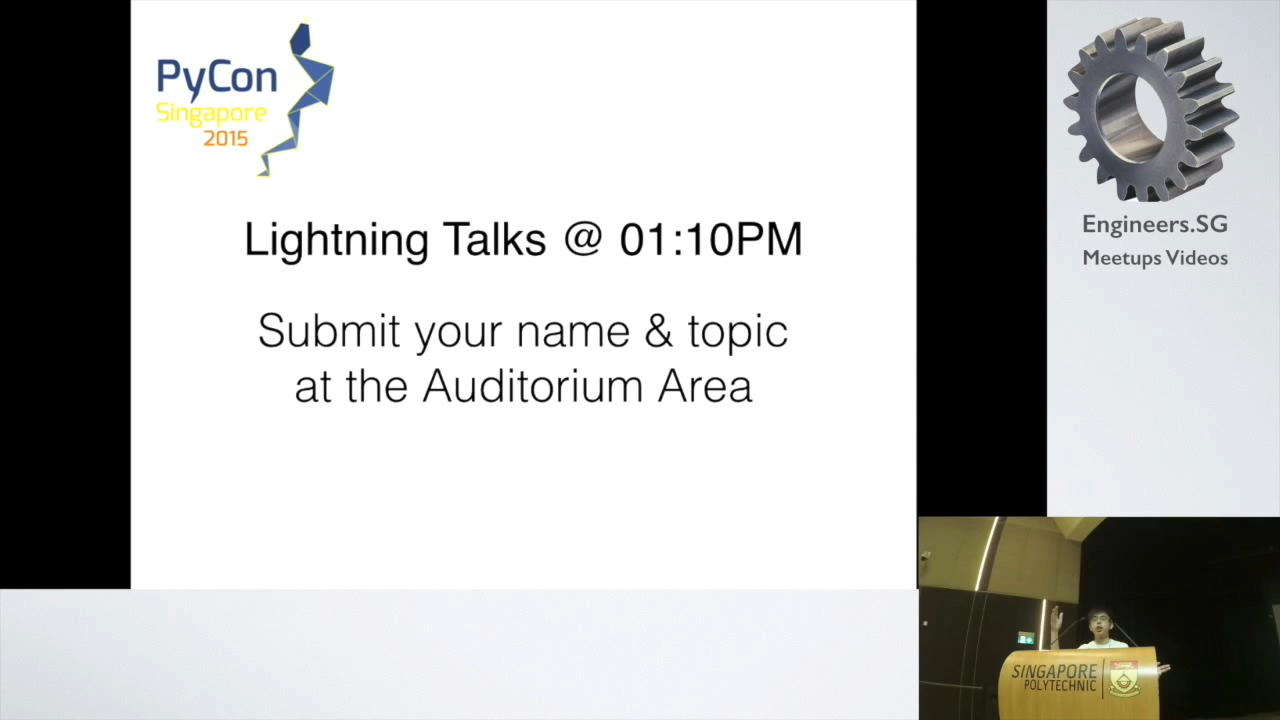 PyCon
Singapore
2015
Lightning Talks @ 01:10PM
Submit your name & topic
at the Auditorium Area
Engineers.SG
Meetups Videos
SINGAPORE
POLYTECHNIC